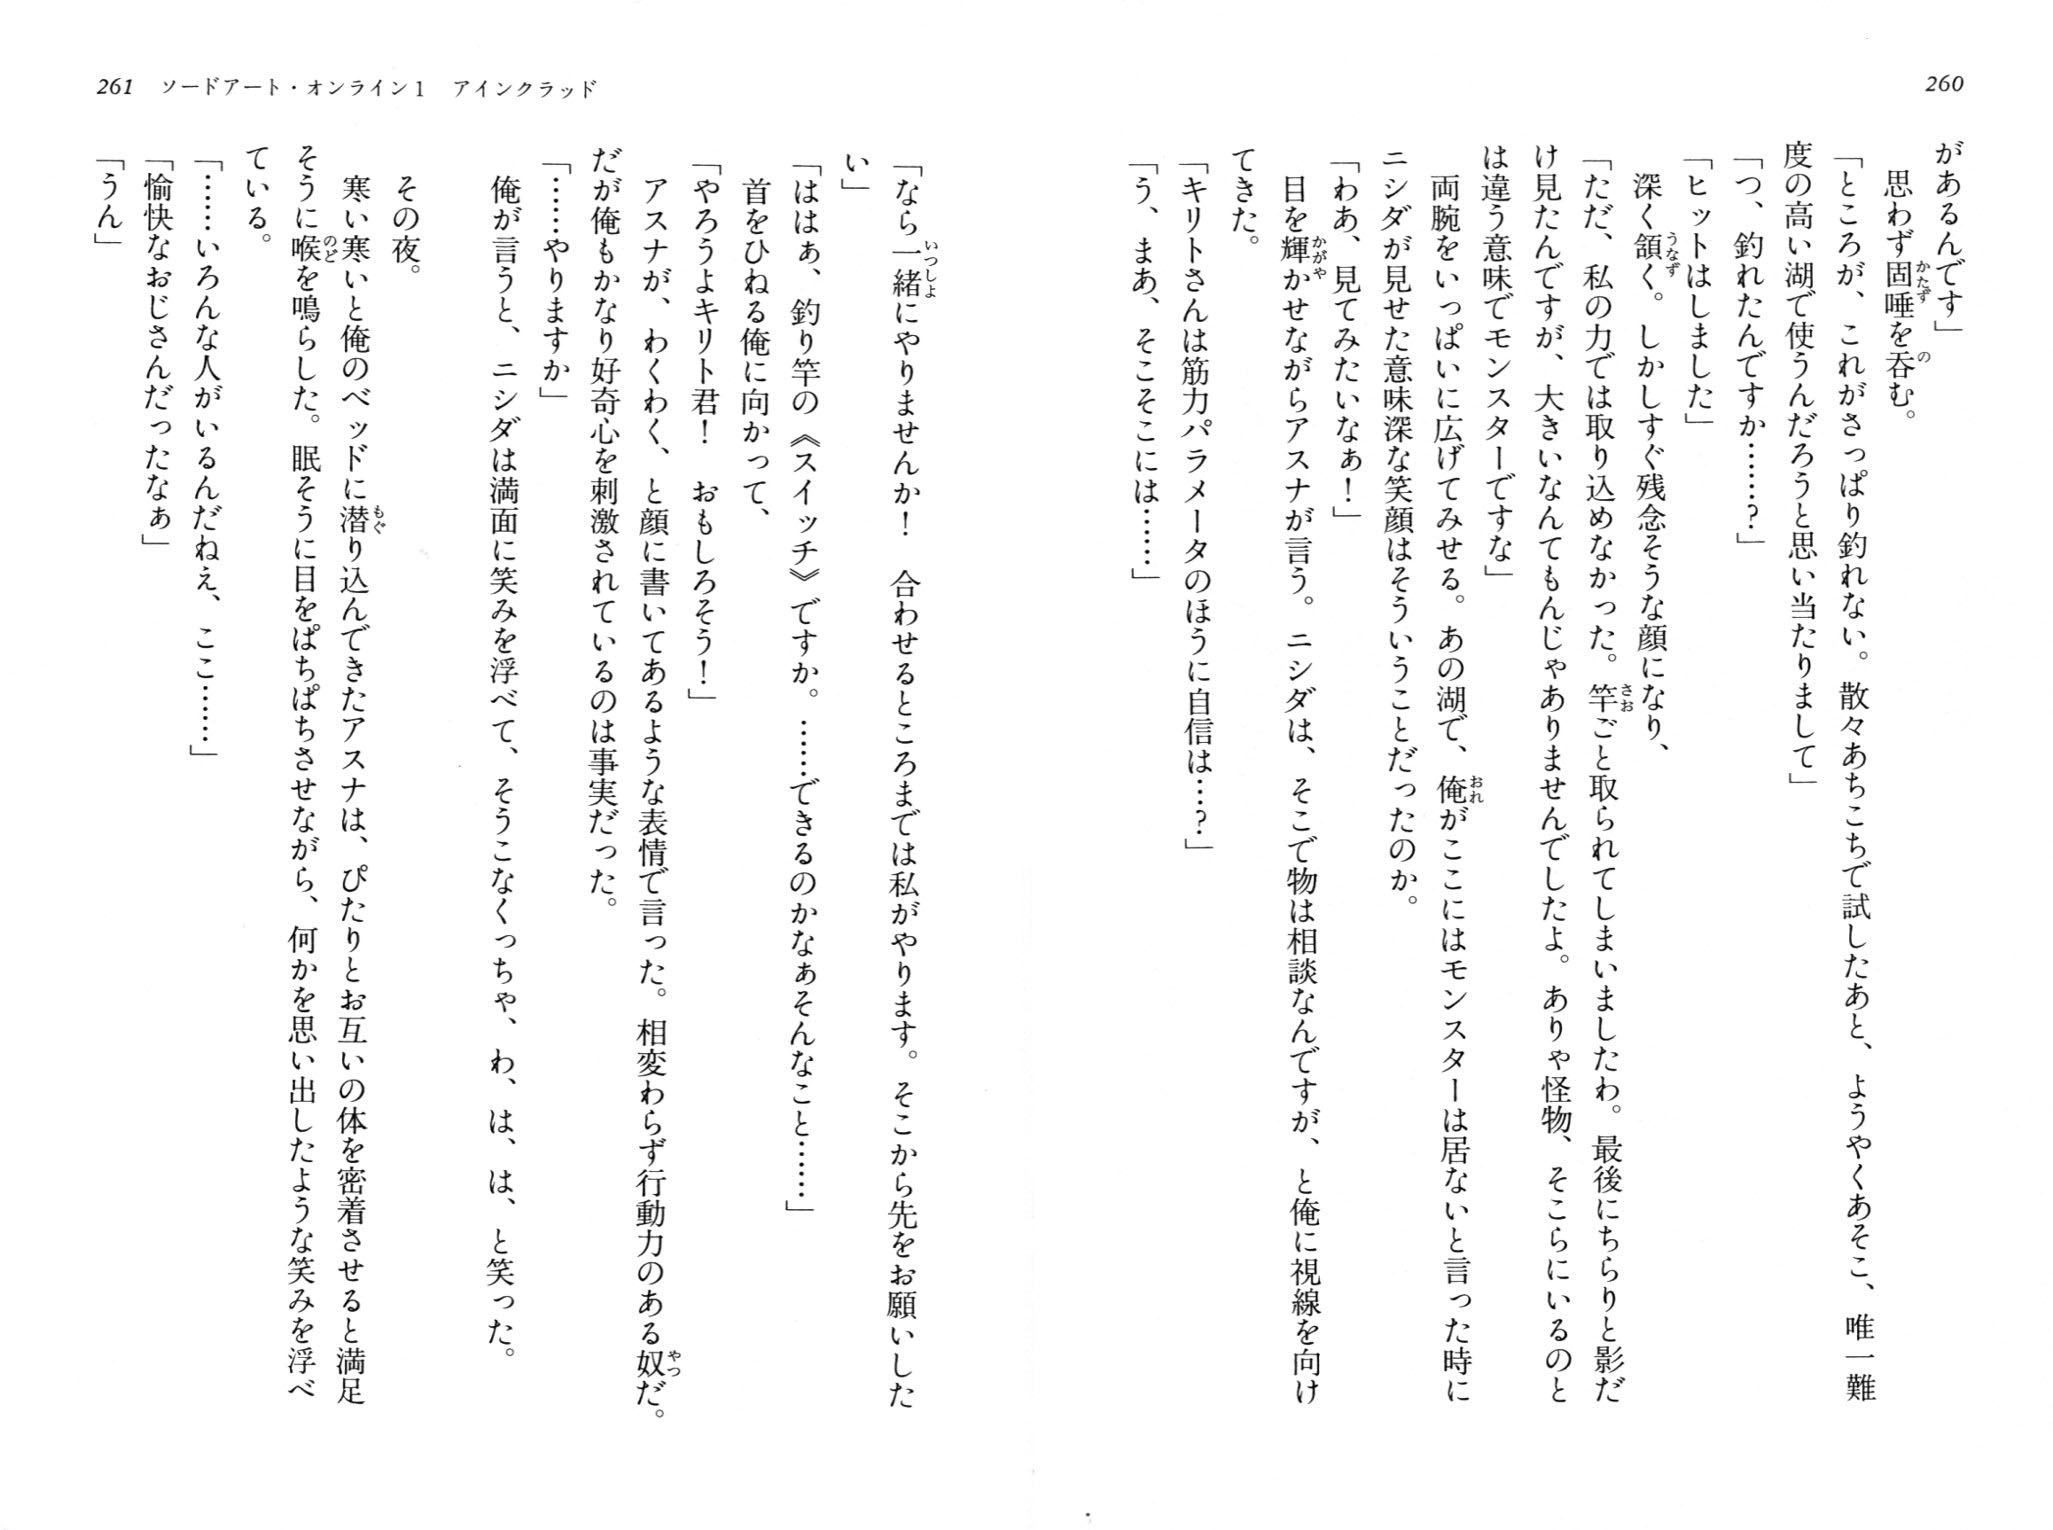 260
があるんです」
思わず固唾を呑む。
「ところが、これがさっぱり釣れない。散々あちこちで試したあと、ようやくあそこ、唯一難
度の高い湖で使うんだろうと思い当たりまして」
「つ、釣れたんですか……?」
「ヒットはしました」
深く頷く。しかしすぐ残念そうな顔になり、
「ただ、私の力では取り込めなかった。竿ごと取られてしまいましたわ。最後にちらりと影だ
け見たんですが、大きいなんてもんじゃありませんでしたよ。ありゃ怪物、そこらにいるのと
は違う意味でモンスターですな」
両腕をいっぱいに広げてみせる。あの湖で、俺がここにはモンスターは居ないと言った時に
ニシダが見せた意味深な笑顔はそういうことだったのか。
「わあ、見てみたいなぁ!」
目を輝かせながらアスナが言う。ニシダは、そこで物は相談なんですが、と俺に視線を向け
てきた。
「キリトさんは筋力パラメータのほうに自信は…?」
「う、まあ、そこそこには……」
261 ソードアート・オンライン1 アインクラッド
「なら一緒にやりませんか! 合わせるところまでは私がやります。そこから先をお願いした
い」
「ははぁ、釣り竿の《スイッチ》ですか。……できるのかなぁそんなこと……」
首をひねる俺に向かって、
「やろうよキリト君! おもしろそう!」
アスナが、わくわく、と顔に書いてあるような表情で言った。相変わらず行動力のある奴だ。
だが俺もかなり好奇心を刺激されているのは事実だった。
「……やりますか」
俺が言うと、ニシダは満面に笑みを浮べて、そうこなくっちゃ、わ、は、は、と笑った。
その夜。
寒い寒いと俺のベッドに潜り込んできたアスナは、ぴたりとお互いの体を密着させると満足
そうに喉を鳴らした。眠そうに目をぱちぱちさせながら、何かを思い出したような笑みを浮べ
ている。
「……いろんな人がいるんだねえ、ここ……」
「愉快なおじさんだったなぁ」
「うん」